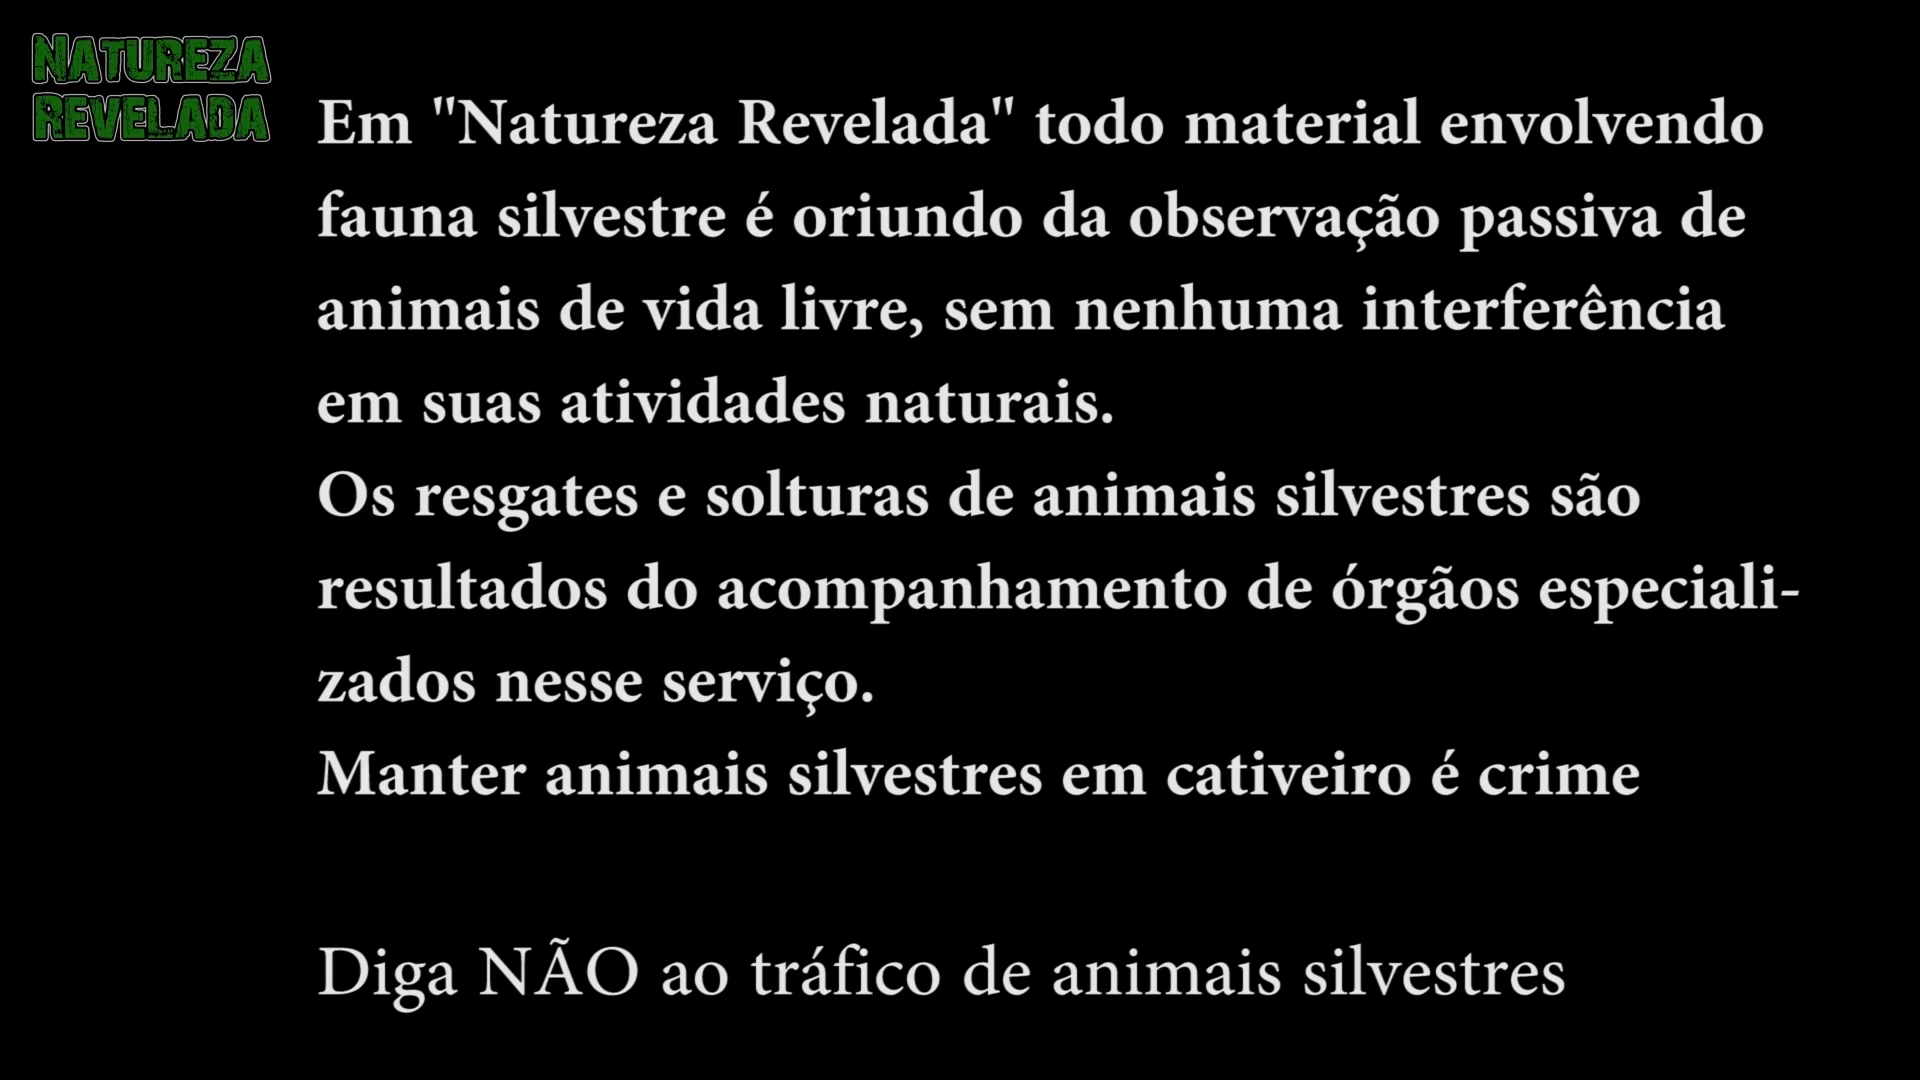 NATUREZA
REVELADA
Em "Natureza Revelada" todo material envolvendo
fauna silvestre é oriundo da observação passiva de
animais de vida livre, sem nenhuma interferência
em suas atividades naturais.
Os resgates e solturas de animais silvestres são
resultados do acompanhamento de órgãos especiali-
zados nesse serviço.
Manter animais silvestres em cativeiro é crime
Diga NÃO ao tráfico de animais silvestres